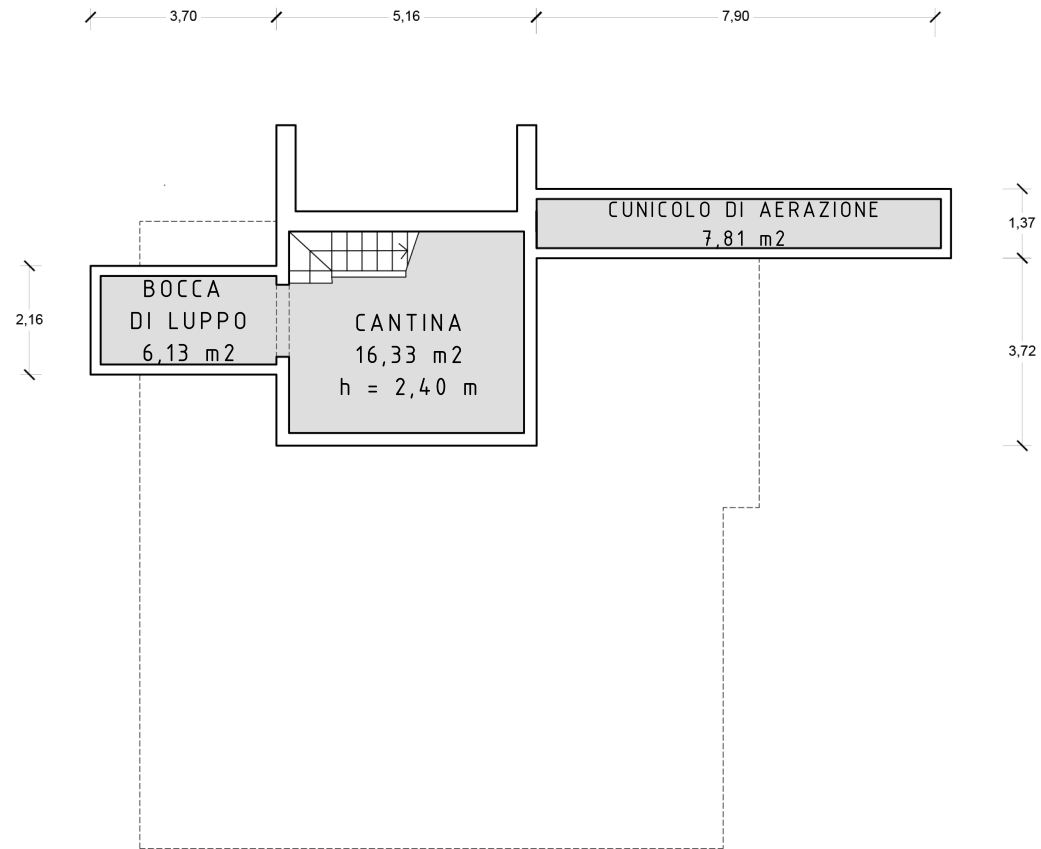 3,70
5,16
7,90
CUNICOLO DI AERAZIONE
7,81 m2
1,37
BOCCA
DI LUPPO
6,13 m2
2,16
CANTINA
16,33 m2
h = 2,40 m
3,72